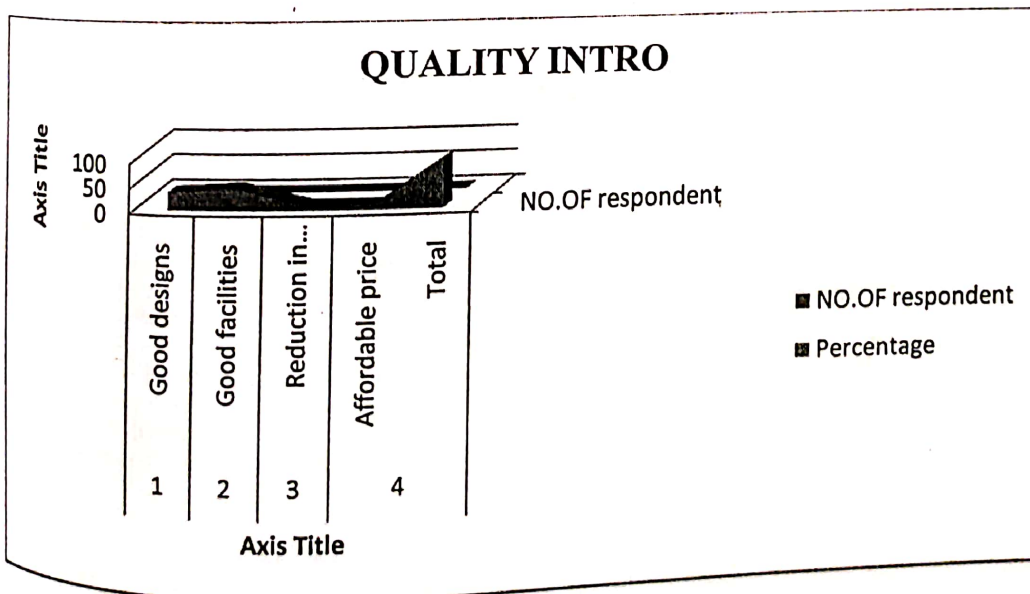 QUALITY INTRO
Axis Title
100
50
0
NO.OF respondent
Good designs
Good facilities
Reduction in...
Affordable price
Total
1
2
3
4
Axis Title
NO.OF respondent
Percentage